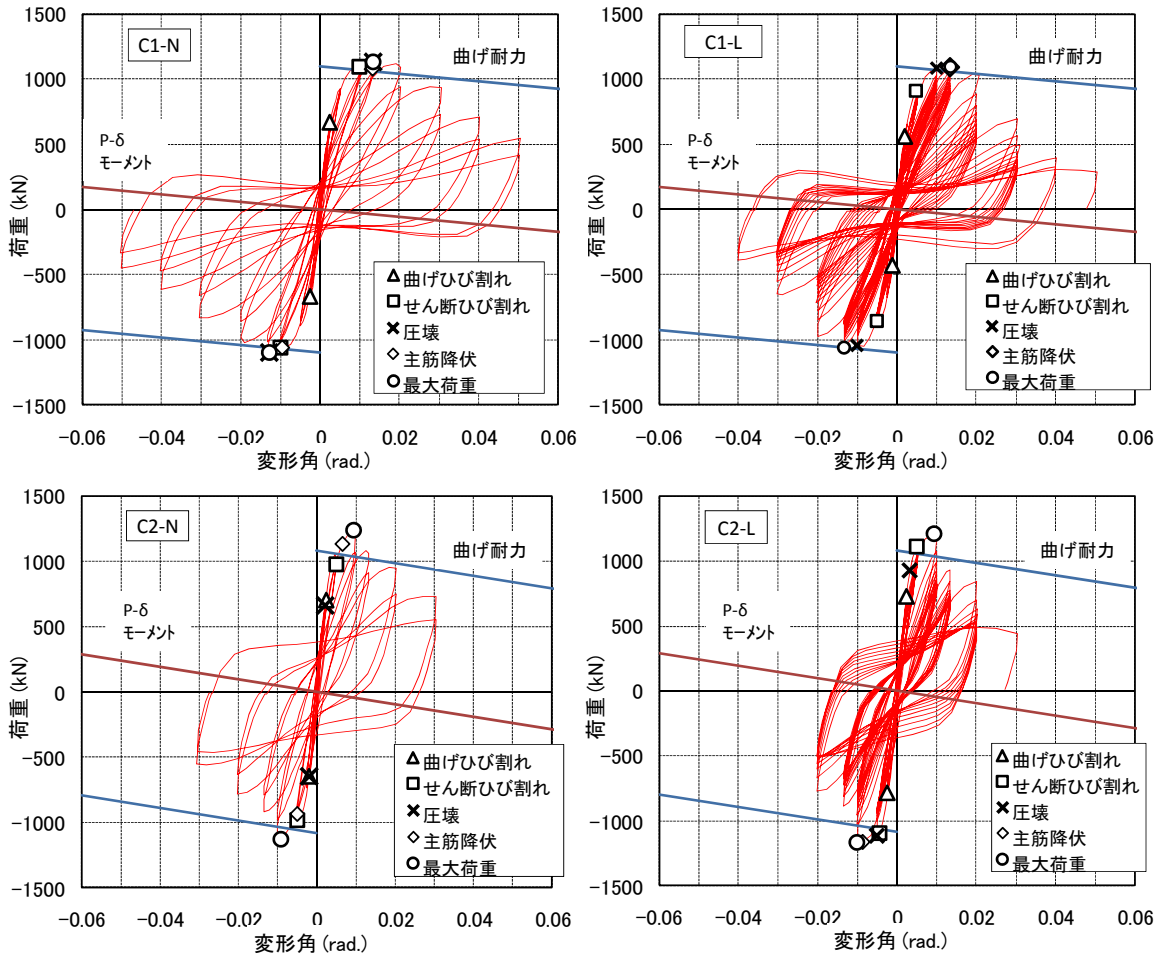 C1-N
曲げ耐力
P-δ
モーメント
荷重 (kN)
1500
1000
500
0
-500
-1000
-1500
曲げひび割れ
せん断ひび割れ
圧壊
主筋降伏
最大荷重
-0.06 -0.04 -0.02 0 0.02 0.04 0.06
変形角 (rad.)
C1-L
曲げ耐力
P-δ
モーメント
荷重 (kN)
1500
1000
500
0
-500
-1000
-1500
曲げひび割れ
せん断ひび割れ
圧壊
主筋降伏
最大荷重
-0.06 -0.04 -0.02 0 0.02 0.04 0.06
変形角 (rad.)
C2-N
曲げ耐力
P-δ
モーメント
荷重 (kN)
1500
1000
500
0
-500
-1000
-1500
曲げひび割れ
せん断ひび割れ
圧壊
主筋降伏
最大荷重
-0.06 -0.04 -0.02 0 0.02 0.04 0.06
変形角 (rad.)
C2-L
曲げ耐力
P-δ
モーメント
荷重 (kN)
1500
1000
500
0
-500
-1000
-1500
曲げひび割れ
せん断ひび割れ
圧壊
主筋降伏
最大荷重
-0.06 -0.04 -0.02 0 0.02 0.04 0.06
変形角 (rad.)